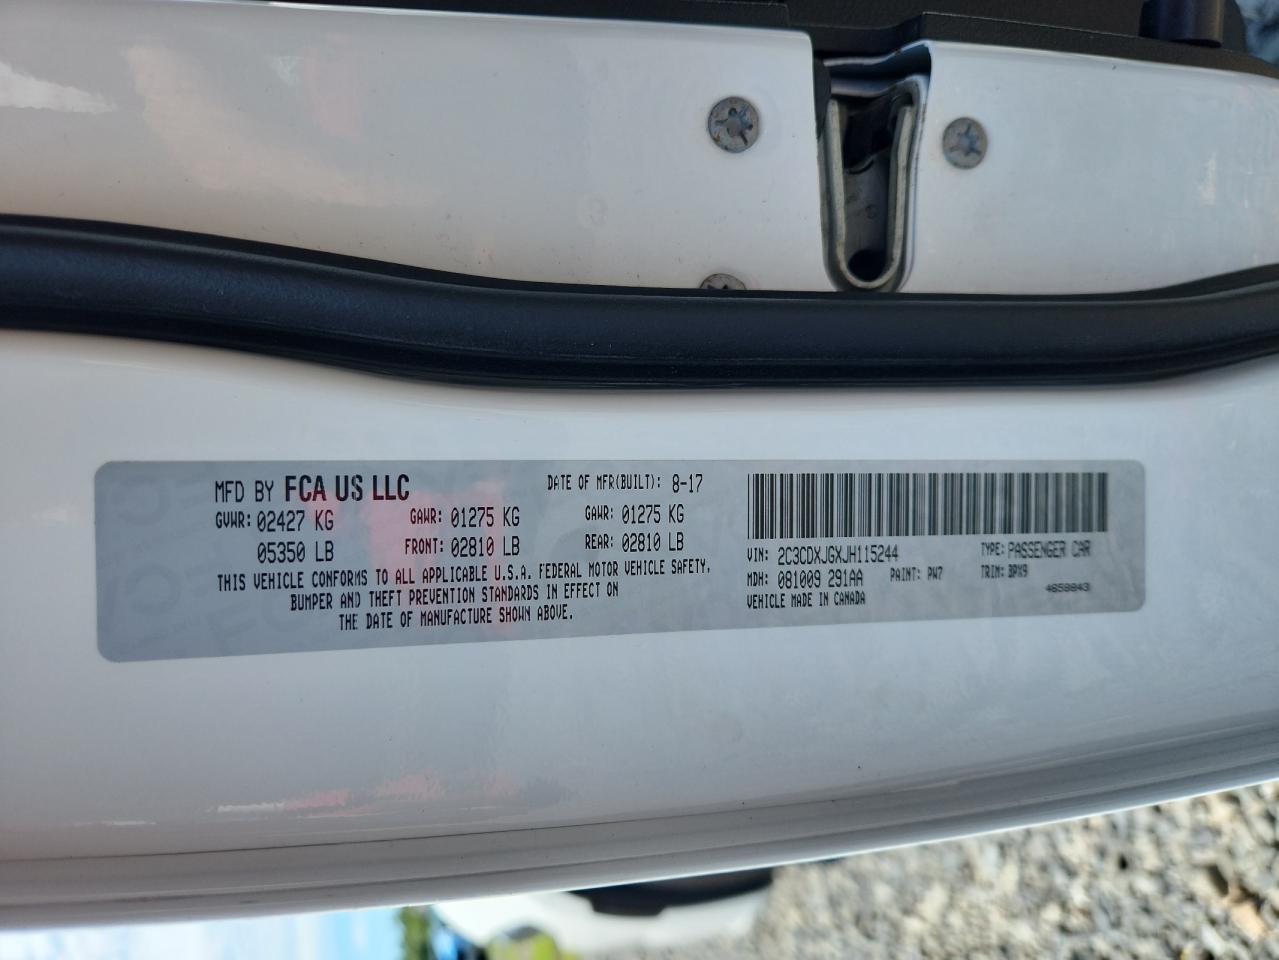 MFD BY FCA US LLC DATE OF MFR(BUILT): 8-17
GVWR: 02427 KG GAWR: 01275 KG GAWR: 01275 KG
05350 LB FRONT: 02810 LB REAR: 02810 LB
THIS VEHICLE CONFORMS TO ALL APPLICABLE U.S.A. FEDERAL MOTOR VEHICLE SAFETY,
BUMPER AND THEFT PREVENTION STANDARDS IN EFFECT ON
THE DATE OF MANUFACTURE SHOWN ABOVE.
VIN: 2C3CDXJGXJH115244 TYPE: PASSENGER CAR
MDH: 081009 291AA PAINT: PW7 TRIM: BPX9
VEHICLE MADE IN CANADA